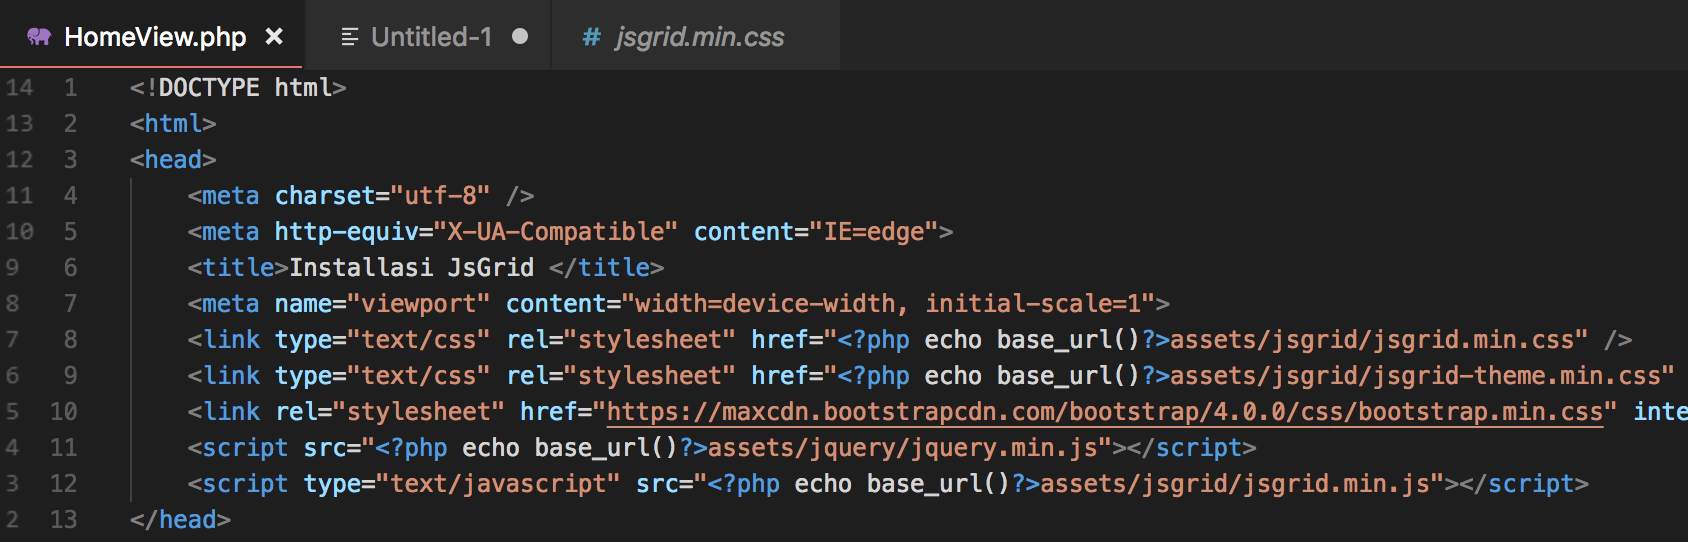 HomeView.php × Untitled-1 ● # jsgrid.min.css
14 1 <!DOCTYPE html>
13 2 <html>
12 3 <head>
11 4 <meta charset="utf-8" />
10 5 <meta http-equiv="X-UA-Compatible" content="IE=edge">
9 6 <title>Installasi JsGrid </title>
8 7 <meta name="viewport" content="width=device-width, initial-scale=1">
7 8 <link type="text/css" rel="stylesheet" href="<?php echo base_url()?>assets/jsgrid/jsgrid.min.css" />
6 9 <link type="text/css" rel="stylesheet" href="<?php echo base_url()?>assets/jsgrid/jsgrid-theme.min.css"
5 10 <link rel="stylesheet" href="https://maxcdn.bootstrapcdn.com/bootstrap/4.0.0/css/bootstrap.min.css" inte
4 11 <script src="<?php echo base_url()?>assets/jquery/jquery.min.js"></script>
3 12 <script type="text/javascript" src="<?php echo base_url()?>assets/jsgrid/jsgrid.min.js"></script>
2 13 </head>